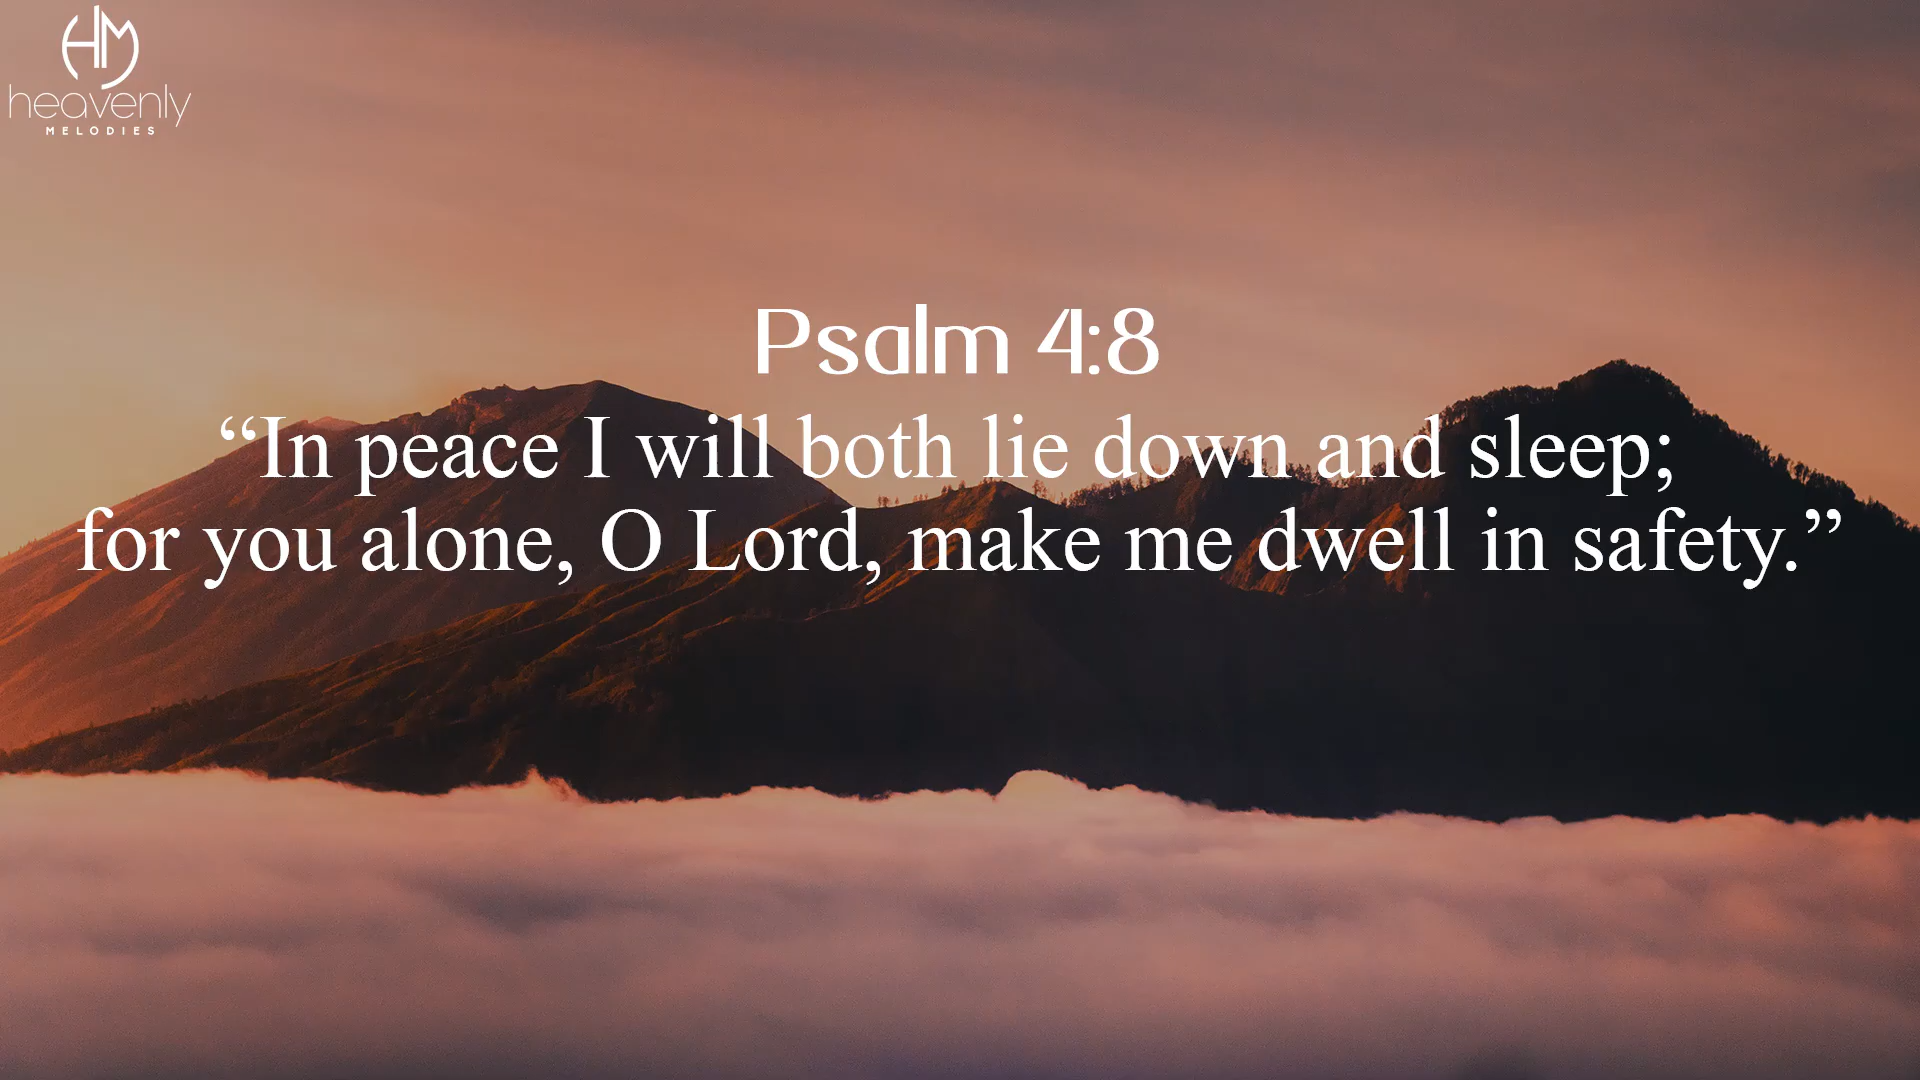 HM
heavenly
MELODIES
Psalm 4:8
“In peace I will both lie down and sleep;
for you alone, O Lord, make me dwell in safety.”